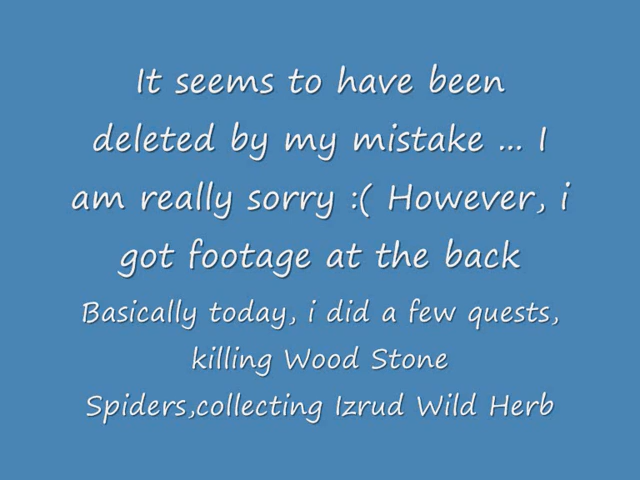 It seems to have been
deleted by my mistake ... I
am really sorry :( However, i
got footage at the back
Basically today, i did a few quests,
killing Wood Stone
Spiders,collecting Izrud Wild Herb